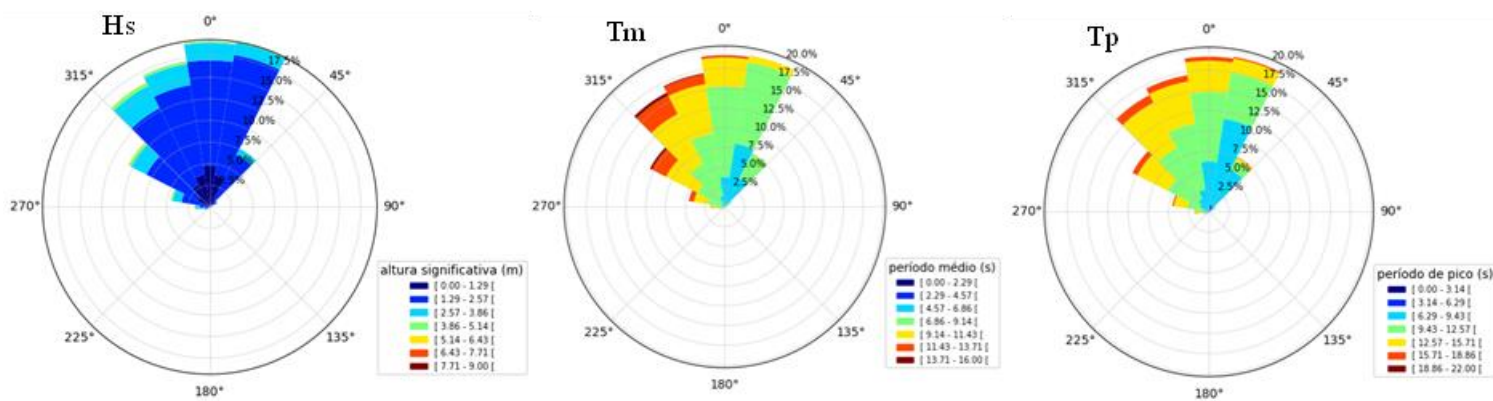 Hs
0°
45°
90°
135°
180°
225°
270°
315°
5.0%
7.5%
10.0%
12.5%
15.0%
17.5%
altura significativa (m)
[ 0.00 - 1.29 [
[ 1.29 - 2.57 [
[ 2.57 - 3.86 [
[ 3.86 - 5.14 [
[ 5.14 - 6.43 [
[ 6.43 - 7.71 [
[ 7.71 - 9.00 [
Tm
0°
45°
90°
135°
180°
225°
270°
315°
2.5%
5.0%
7.5%
10.0%
12.5%
15.0%
17.5%
20.0%
período médio (s)
[ 0.00 - 2.29 [
[ 2.29 - 4.57 [
[ 4.57 - 6.86 [
[ 6.86 - 9.14 [
[ 9.14 - 11.43 [
[ 11.43 - 13.71 [
[ 13.71 - 16.00 [
Tp
0°
45°
90°
135°
180°
225°
270°
315°
2.5%
5.0%
7.5%
10.0%
12.5%
15.0%
17.5%
20.0%
período de pico (s)
[ 0.00 - 3.14 [
[ 3.14 - 6.29 [
[ 6.29 - 9.43 [
[ 9.43 - 12.57 [
[ 12.57 - 15.71 [
[ 15.71 - 18.86 [
[ 18.86 - 22.00 [